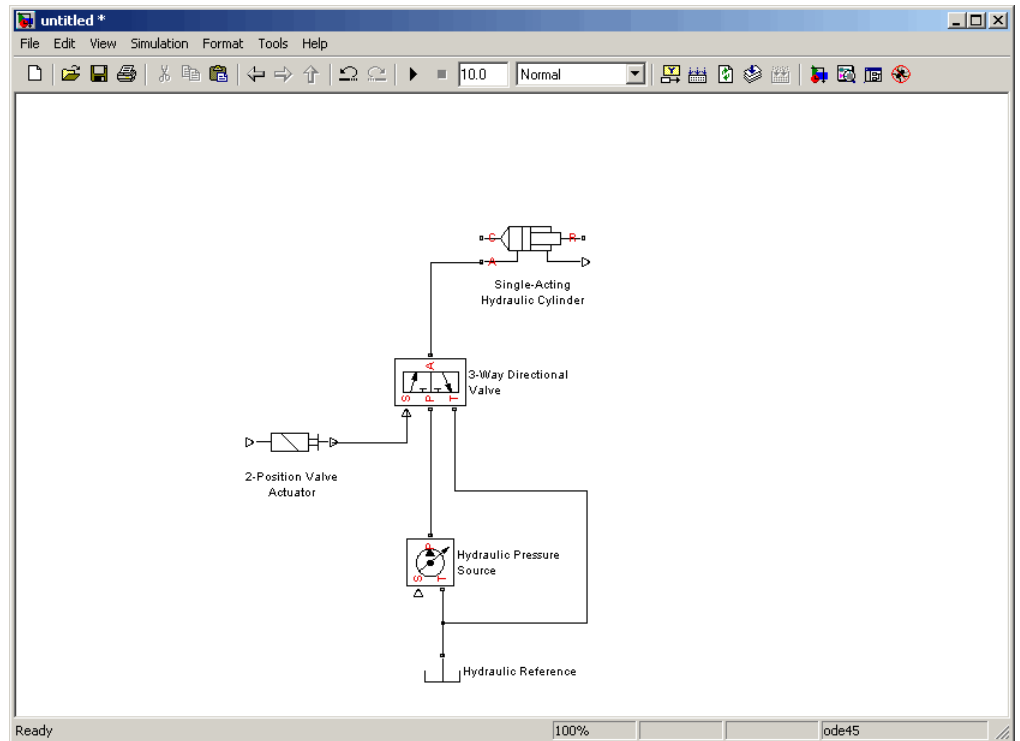 untitled *
File Edit View Simulation Format Tools Help
10.0 Normal
C R
A
Single-Acting
Hydraulic Cylinder
A
3-Way Directional
Valve
S P T
2-Position Valve
Actuator
P
Hydraulic Pressure
Source
S T
Hydraulic Reference
Ready 100% ode45